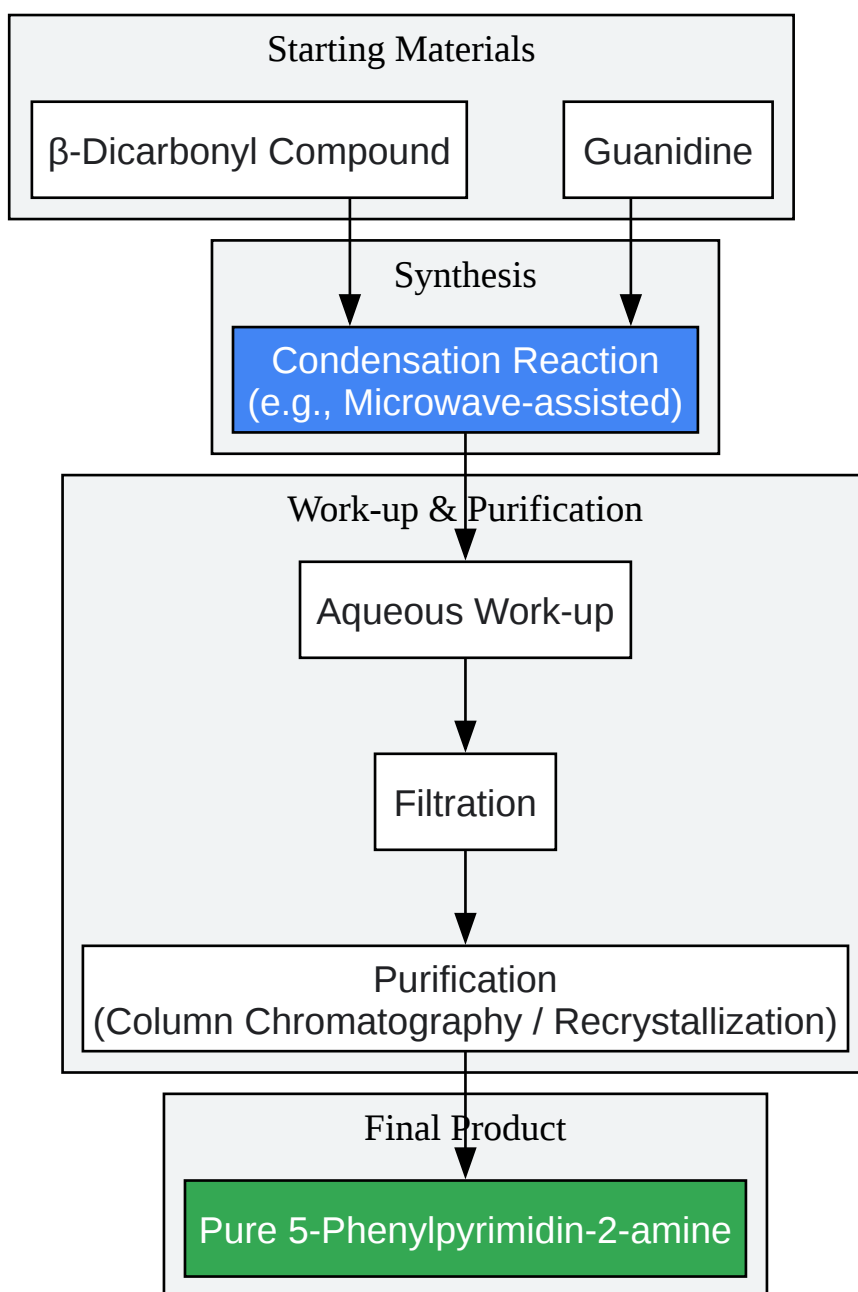 Starting Materials
β-Dicarbonyl Compound
Guanidine
Synthesis
Condensation Reaction
(e.g., Microwave-assisted)
Work-up & Purification
Aqueous Work-up
Filtration
Purification
(Column Chromatography / Recrystallization)
Final Product
Pure 5-Phenylpyrimidin-2-amine